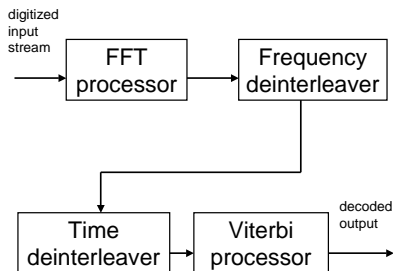 digitized
input
stream
FFT
processor
Frequency
deinterleaver
decoded
output
Time
deinterleaver
Viterbi
processor